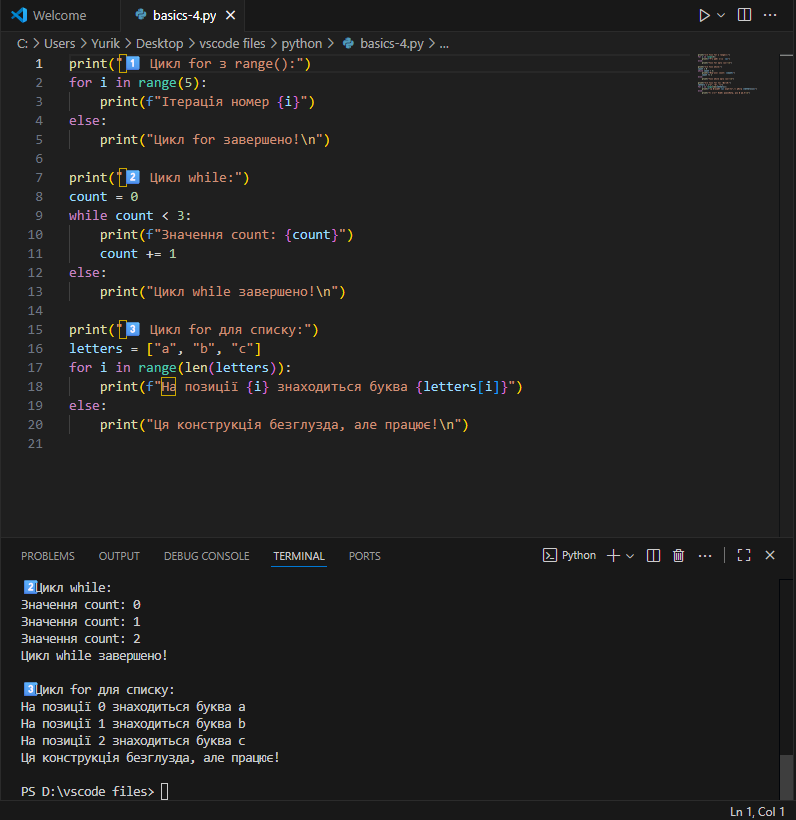 Welcome
basics-4.py
C: > Users > Yurik > Desktop > vscode files > python > basics-4.py > ...
1 print("1️⃣ Цикл for з range():")
2 for i in range(5):
3     print(f"Ітерація номер {i}")
4 else:
5     print("Цикл for завершено!\n")
6
7 print("2️⃣ Цикл while:")
8 count = 0
9 while count < 3:
10     print(f"Значення count: {count}")
11     count += 1
12 else:
13     print("Цикл while завершено!\n")
14
15 print("3️⃣ Цикл for для списку:")
16 letters = ["a", "b", "c"]
17 for i in range(len(letters)):
18     print(f"На позиції {i} знаходиться буква {letters[i]}")
19 else:
20     print("Ця конструкція безглузда, але працює!\n")
21
PROBLEMS OUTPUT DEBUG CONSOLE TERMINAL PORTS Python
2️⃣Цикл while:
Значення count: 0
Значення count: 1
Значення count: 2
Цикл while завершено!
3️⃣Цикл for для списку:
На позиції 0 знаходиться буква a
На позиції 1 знаходиться буква b
На позиції 2 знаходиться буква c
Ця конструкція безглузда, але працює!
PS D:\vscode files>
Ln 1, Col 1